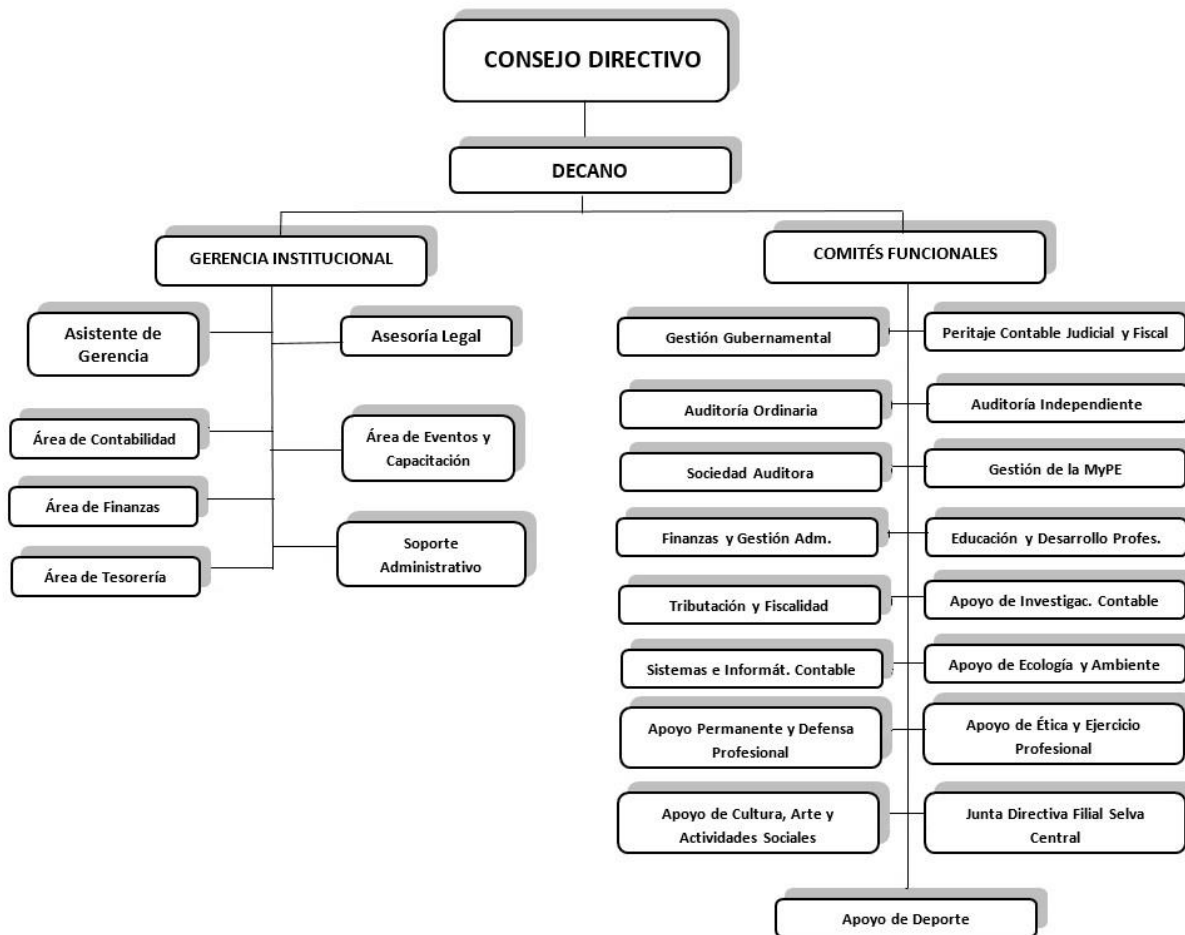 CONSEJO DIRECTIVO
DECANO
GERENCIA INSTITUCIONAL
COMITÉS FUNCIONALES
Asistente de
Gerencia
Asesoría Legal
Área de Contabilidad
Área de Eventos y
Capacitación
Área de Finanzas
Soporte
Administrativo
Área de Tesorería
Gestión Gubernamental
Peritaje Contable Judicial y Fiscal
Auditoría Ordinaria
Auditoría Independiente
Sociedad Auditora
Gestión de la MyPE
Finanzas y Gestión Adm.
Educación y Desarrollo Profes.
Tributación y Fiscalidad
Apoyo de Investigac. Contable
Sistemas e Informát. Contable
Apoyo de Ecología y Ambiente
Apoyo Permanente y Defensa
Profesional
Apoyo de Ética y Ejercicio
Profesional
Apoyo de Cultura, Arte y
Actividades Sociales
Junta Directiva Filial Selva
Central
Apoyo de Deporte